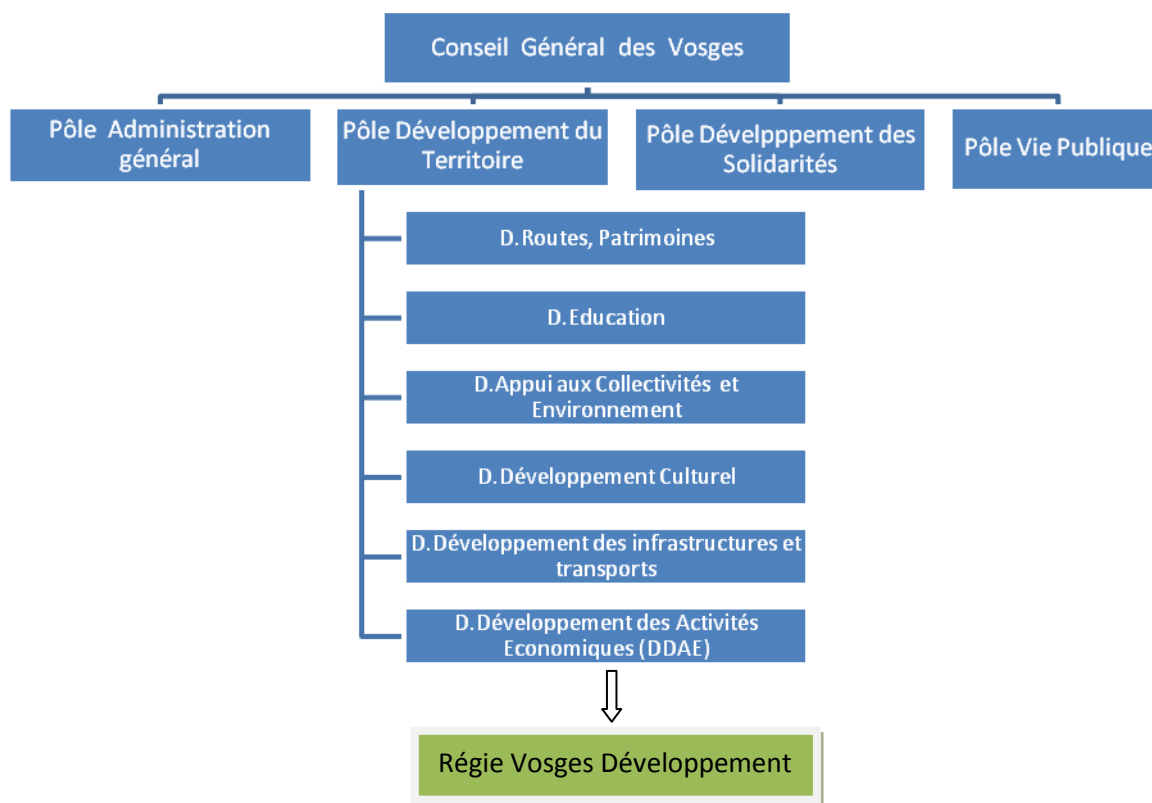 Conseil Général des Vosges
Pôle Administration
général
Pôle Développement du
Territoire
Pôle Dévelpppement des
Solidarités
Pôle Vie Publique
D.Routes, Patrimoines
D.Education
D.Appui aux Collectivités et
Environnement
D.Développement Culturel
D.Développement des infrastructures et
transports
D.Développement des Activités
Economiques (DDAE)
Régie Vosges Développement